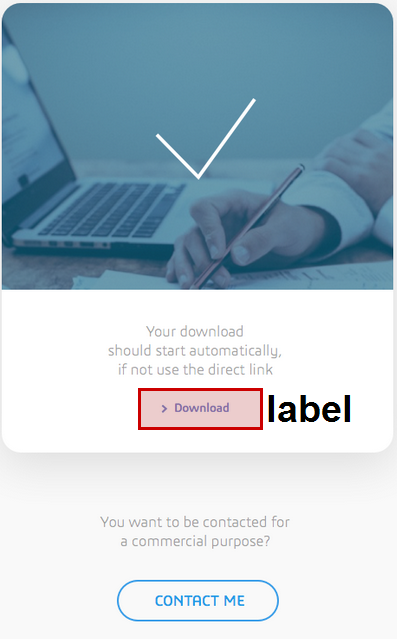 Your download
should start automatically,
if not use the direct link
Download
label
You want to be contacted for
a commercial purpose?
CONTACT ME